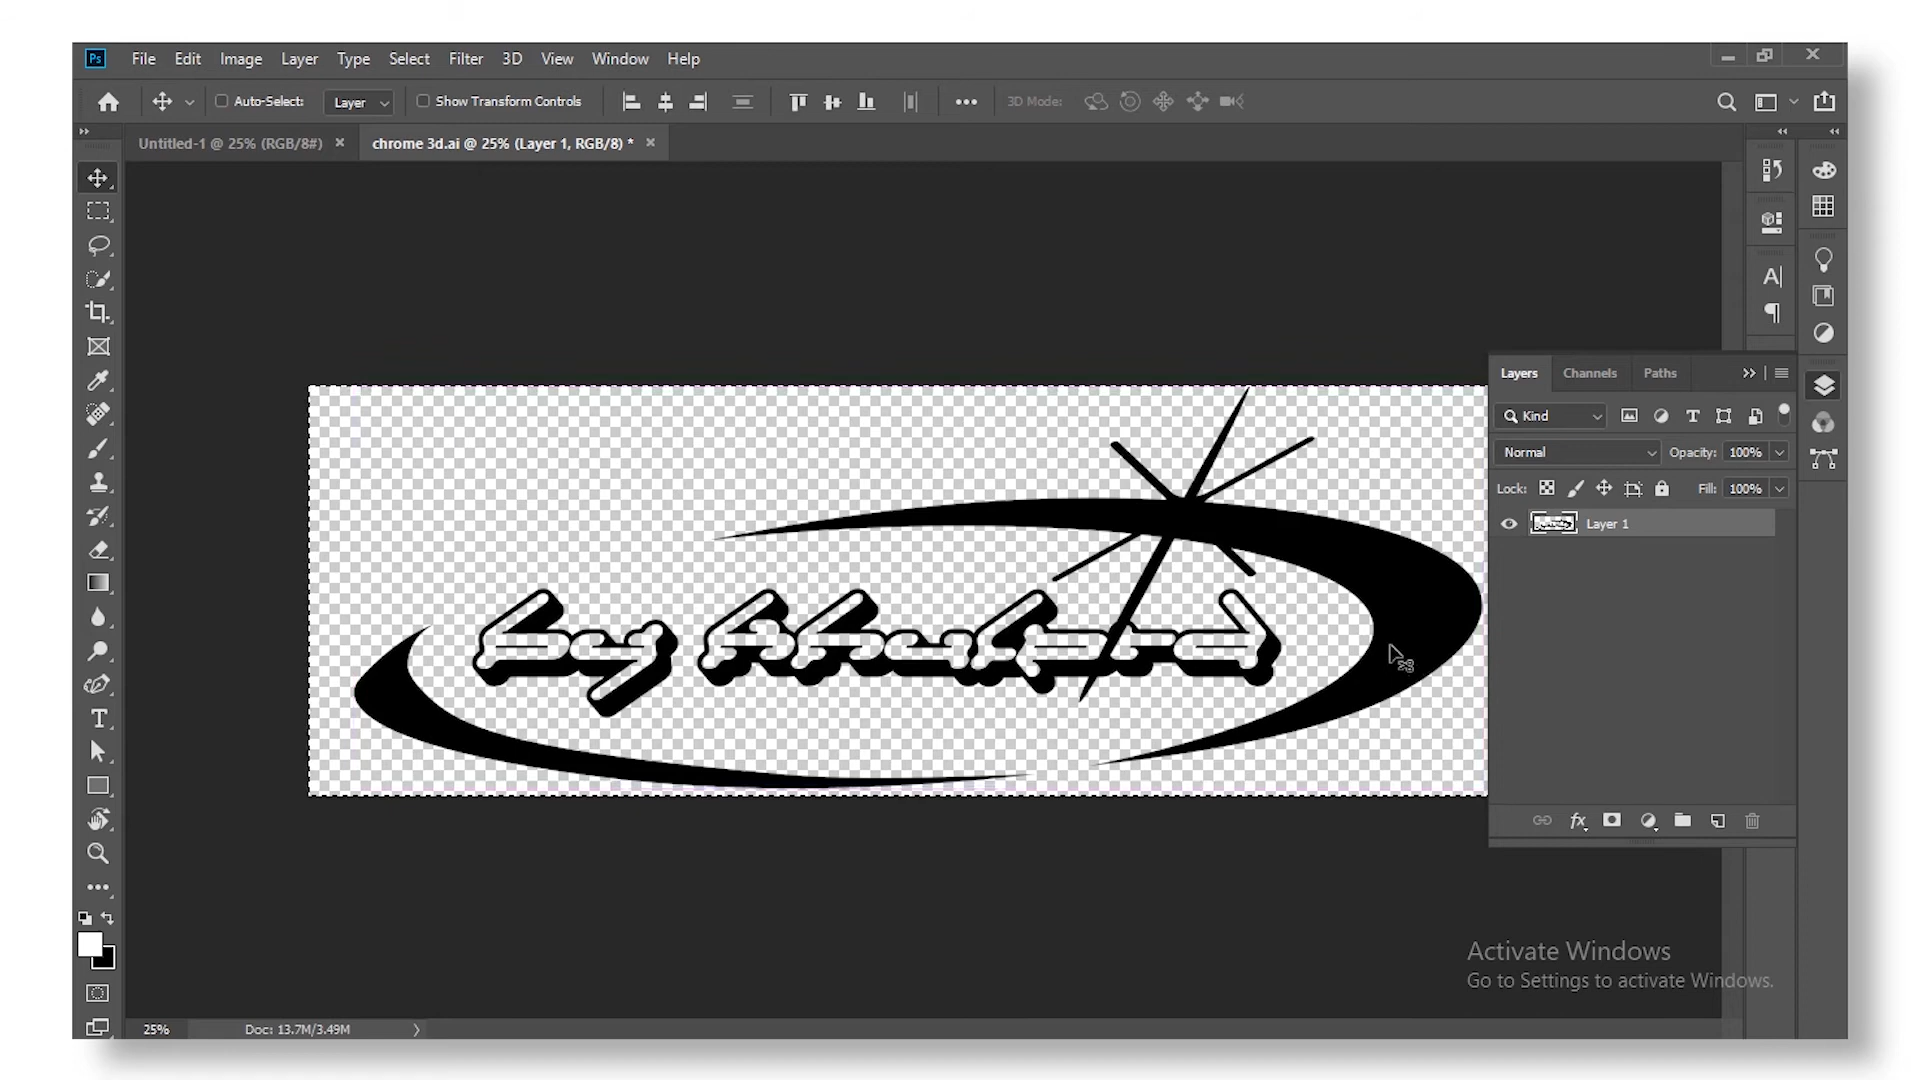 Ps File Edit Image Layer Type Select Filter 3D View Window Help
Auto-Select: Layer Show Transform Controls 3D Mode:
Untitled-1 @ 25% (RGB/8#) chrome 3d.ai @ 25% (Layer 1, RGB/8) *
Layers Channels Paths
Kind
Normal Opacity: 100%
Lock: Fill: 100%
Layer 1
by
fx
Activate Windows
Go to Settings to activate Windows.
25% Doc: 13.7M/3.49M